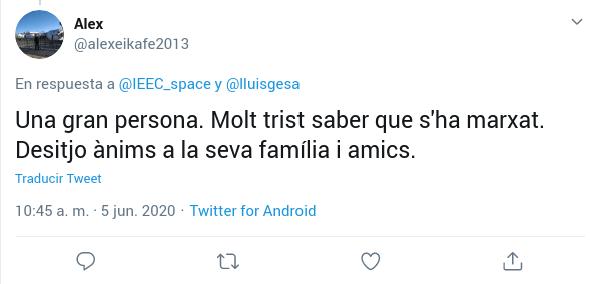 Alex
@alexeikafe2013
En respuesta a @IEEC_space y @lluisgesa
Una gran persona. Molt trist saber que s'ha marxat.
Desitjo ànims a la seva família i amics.
Traducir Tweet
10:45 a. m. · 5 jun. 2020 · Twitter for Android